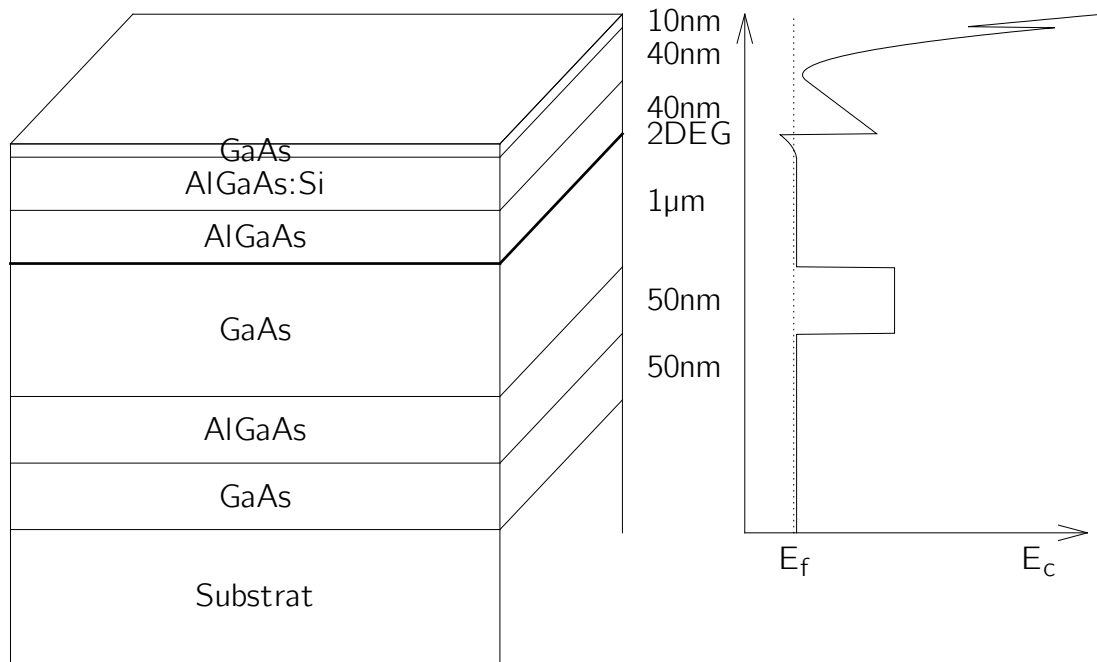 GaAs
AlGaAs:Si
AlGaAs
GaAs
AlGaAs
GaAs
Substrat
10nm
40nm
40nm
2DEG
1µm
50nm
50nm
E_f
E_c